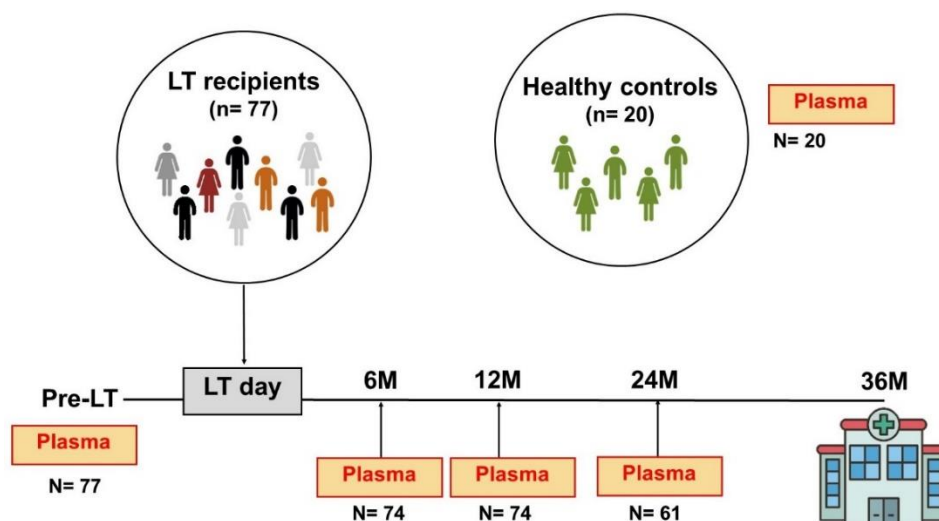 LT recipients
(n= 77)
Healthy controls
(n= 20)
Plasma
N= 20
Pre-LT
LT day
6M
12M
24M
36M
Plasma
N= 77
Plasma
N= 74
Plasma
N= 74
Plasma
N= 61